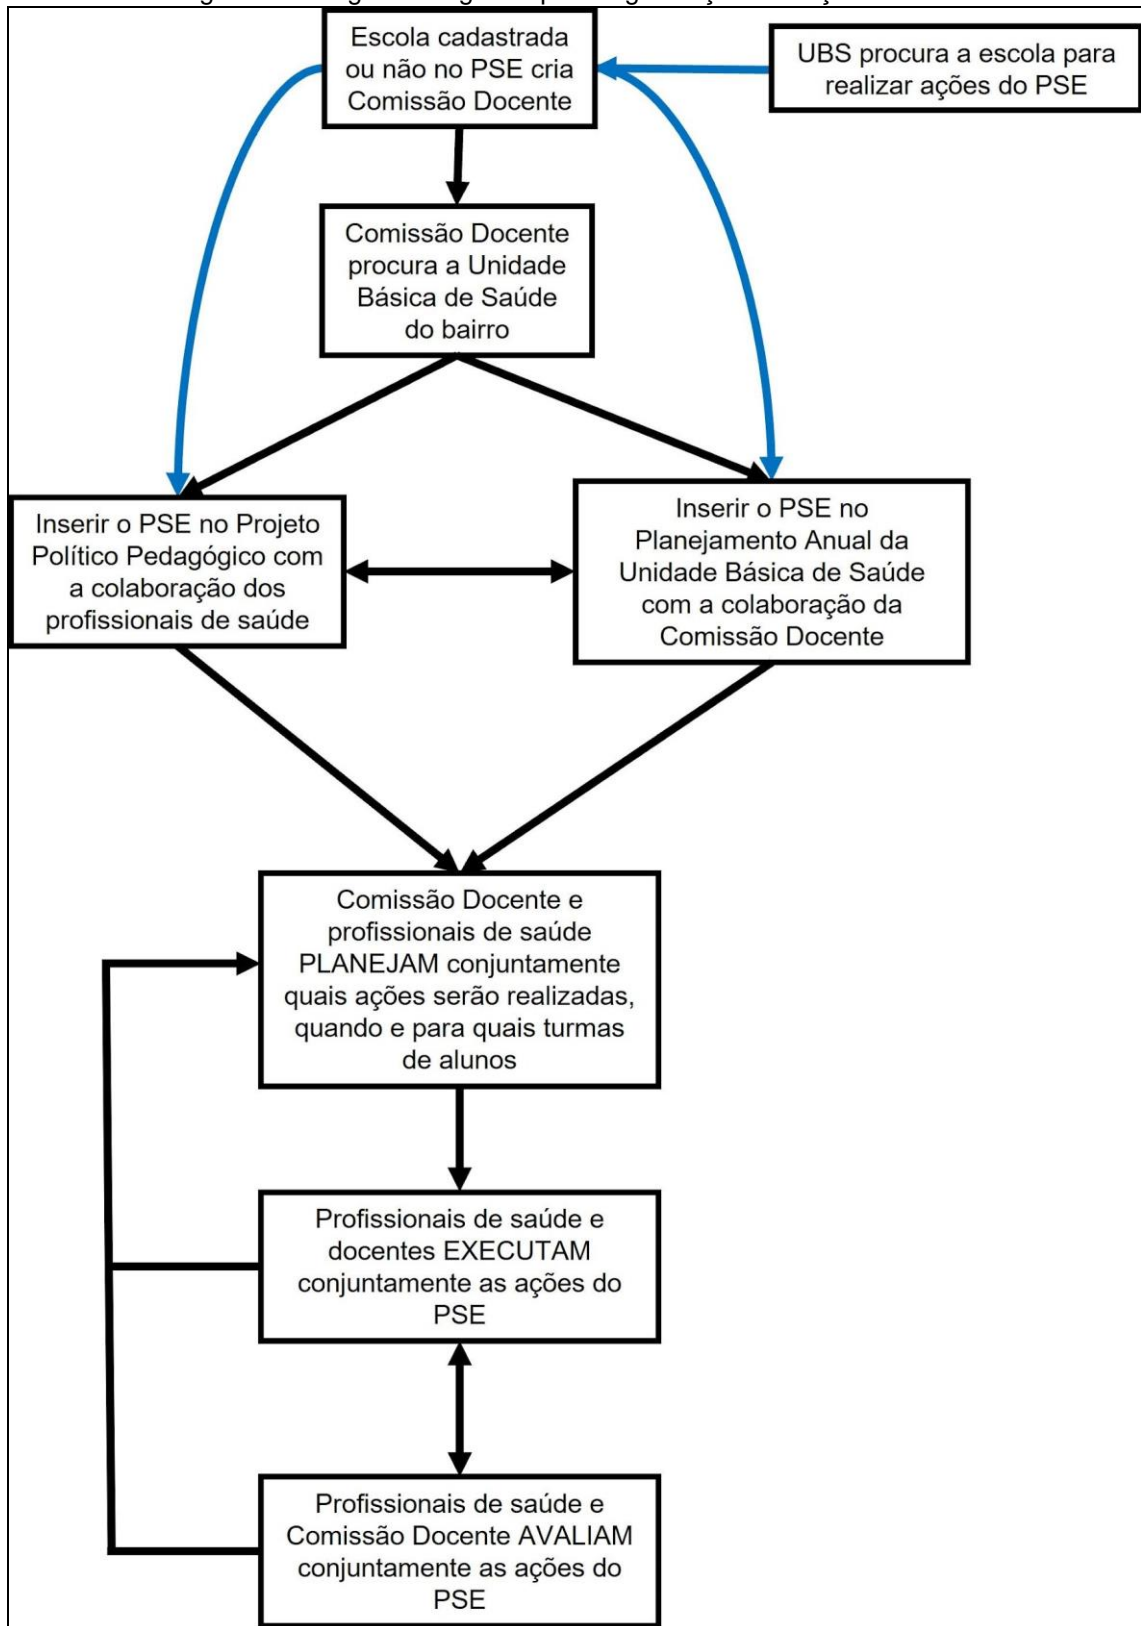 Escola cadastrada
ou não no PSE cria
Comissão Docente
UBS procura a escola para
realizar ações do PSE
Comissão Docente
procura a Unidade
Básica de Saúde
do bairro
Inserir o PSE no Projeto
Político Pedagógico com
a colaboração dos
profissionais de saúde
Inserir o PSE no
Planejamento Anual da
Unidade Básica de Saúde
com a colaboração da
Comissão Docente
Comissão Docente e
profissionais de saúde
PLANEJAM conjuntamente
quais ações serão realizadas,
quando e para quais turmas
de alunos
Profissionais de saúde e
docentes EXECUTAM
conjuntamente as ações do
PSE
Profissionais de saúde e
Comissão Docente AVALIAM
conjuntamente as ações do
PSE